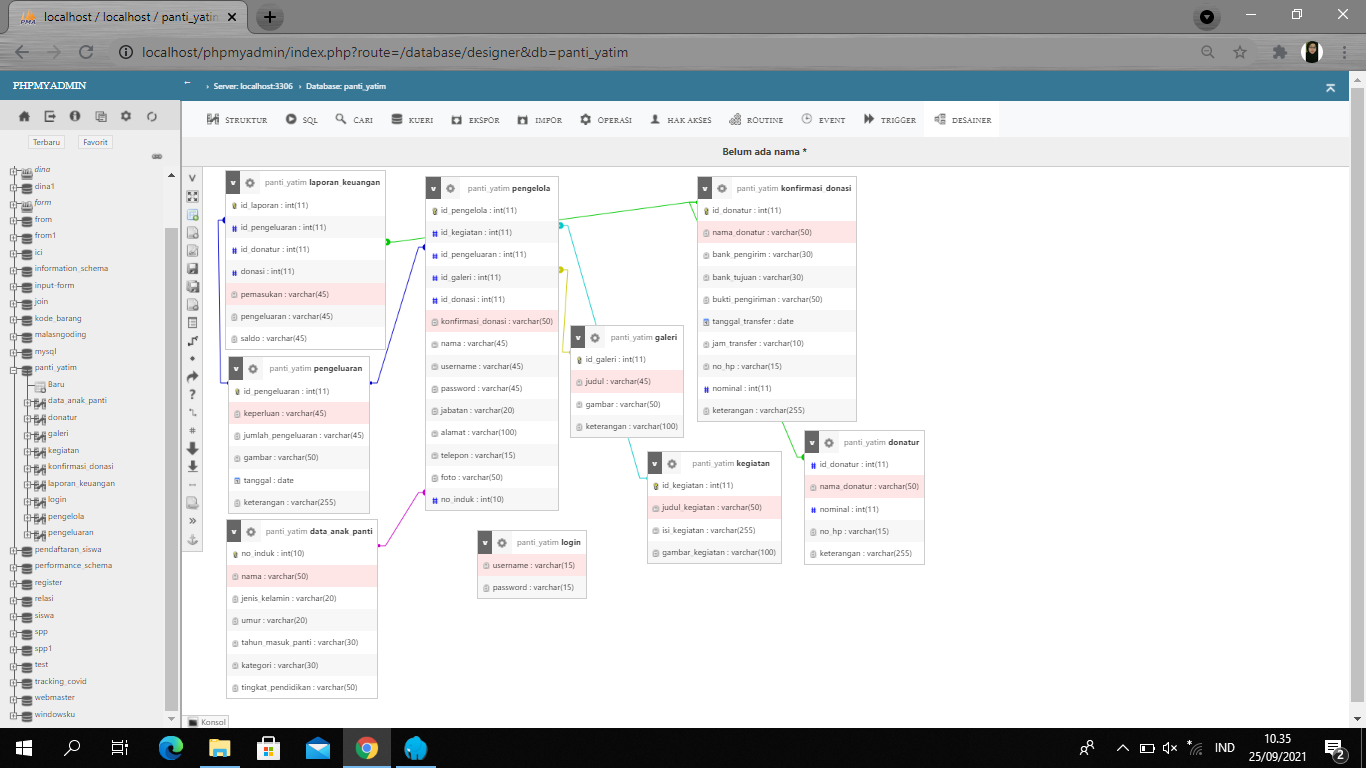 localhost / localhost / panti_yatim
localhost/phpmyadmin/index.php?route=/database/designer&db=panti_yatim
PHPMYADMIN
Server: localhost:3306 › Database: panti_yatim
STRUKTUR SQL CARI KUERI EKSPOR IMPOR OPERASI HAK AKSES ROUTINE EVENT TRIGGER DESAINER
Terbaru Favorit
Belum ada nama *
dina
dina1
form
from
from1
ici
information_schema
input-form
join
kode_barang
malasngoding
mysql
panti_yatim
Baru
data_anak_panti
donatur
galeri
kegiatan
konfirmasi_donasi
laporan_keuangan
login
pengelola
pengeluaran
pendaftaran_siswa
performance_schema
register
relasi
siswa
spp
spp1
test
tracking_covid
webmaster
windowsku
panti_yatim laporan_keuangan
id_laporan : int(11)
id_pengeluaran : int(11)
id_donatur : int(11)
donasi : int(11)
pemasukan : varchar(45)
pengeluaran : varchar(45)
saldo : varchar(45)
panti_yatim pengeluaran
id_pengeluaran : int(11)
keperluan : varchar(45)
jumlah_pengeluaran : varchar(45)
gambar : varchar(50)
tanggal : date
keterangan : varchar(255)
panti_yatim data_anak_panti
no_induk : int(10)
nama : varchar(50)
jenis_kelamin : varchar(20)
umur : varchar(20)
tahun_masuk_panti : varchar(30)
kategori : varchar(30)
tingkat_pendidikan : varchar(50)
panti_yatim pengelola
id_pengelola : int(11)
id_kegiatan : int(11)
id_pengeluaran : int(11)
id_galeri : int(11)
id_donasi : int(11)
konfirmasi_donasi : varchar(50)
nama : varchar(45)
username : varchar(45)
password : varchar(45)
jabatan : varchar(20)
alamat : varchar(100)
telepon : varchar(15)
foto : varchar(50)
no_induk : int(10)
panti_yatim login
username : varchar(15)
password : varchar(15)
panti_yatim galeri
id_galeri : int(11)
judul : varchar(45)
gambar : varchar(50)
keterangan : varchar(100)
panti_yatim kegiatan
id_kegiatan : int(11)
judul_kegiatan : varchar(50)
isi_kegiatan : varchar(255)
gambar_kegiatan : varchar(100)
panti_yatim konfirmasi_donasi
id_donatur : int(11)
nama_donatur : varchar(50)
bank_pengirim : varchar(30)
bank_tujuan : varchar(30)
bukti_pengiriman : varchar(50)
tanggal_transfer : date
jam_transfer : varchar(10)
no_hp : varchar(15)
nominal : int(11)
keterangan : varchar(255)
panti_yatim donatur
id_donatur : int(11)
nama_donatur : varchar(50)
nominal : int(11)
no_hp : varchar(15)
keterangan : varchar(255)
Konsol
IND
10.35
25/09/2021
2